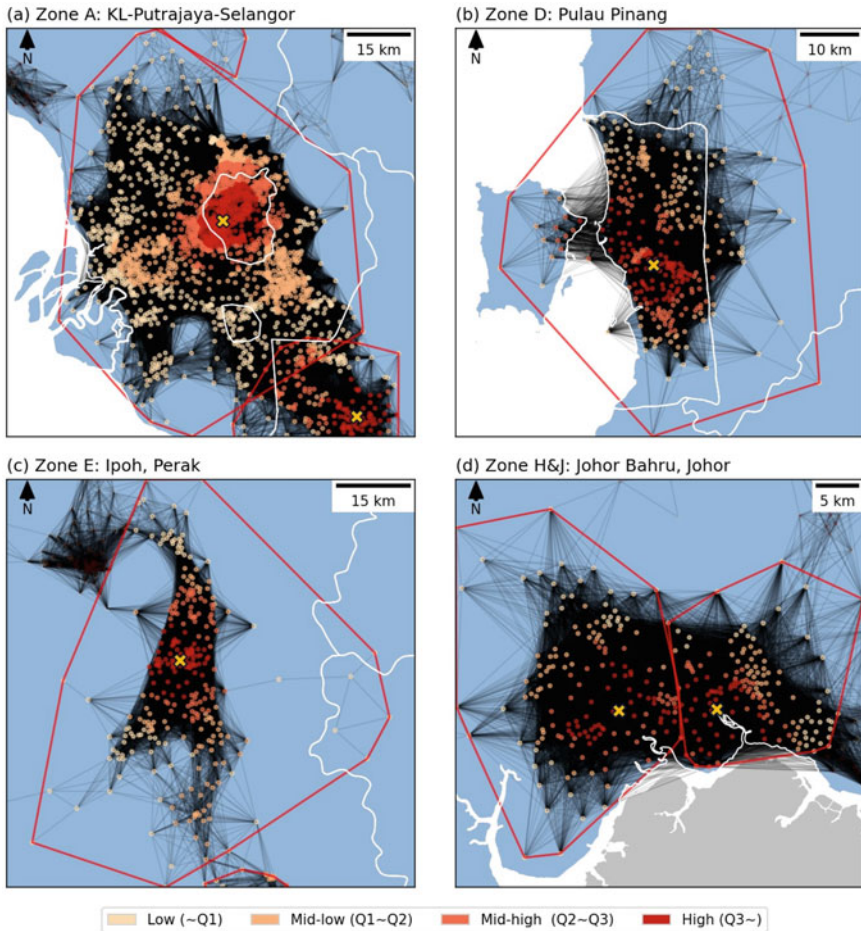 (a) Zone A: KL-Putrajaya-Selangor
15 km
N
(b) Zone D: Pulau Pinang
10 km
N
(c) Zone E: Ipoh, Perak
15 km
N
(d) Zone H&J: Johor Bahru, Johor
5 km
N
Low (~Q1) Mid-low (Q1~Q2) Mid-high (Q2~Q3) High (Q3~)